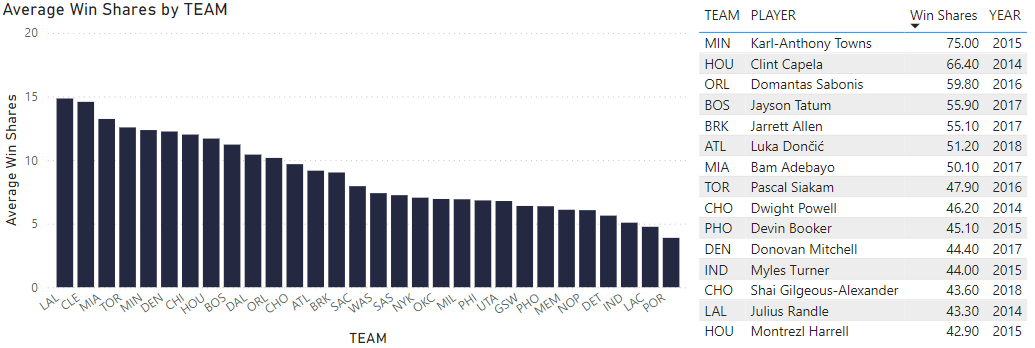 Average Win Shares by TEAM
20
15
10
5
0
Average Win Shares
LAL CLE MIA TOR MIN DEN CHI HOU BOS DAL ORL CHO ATL BRK SAC WAS SAS NYK OKC MIL PHI UTA GSW PHO MEM NOP DET IND LAC POR
TEAM
TEAM PLAYER Win Shares YEAR
MIN Karl-Anthony Towns 75.00 2015
HOU Clint Capela 66.40 2014
ORL Domantas Sabonis 59.80 2016
BOS Jayson Tatum 55.90 2017
BRK Jarrett Allen 55.10 2017
ATL Luka Dončić 51.20 2018
MIA Bam Adebayo 50.10 2017
TOR Pascal Siakam 47.90 2016
CHO Dwight Powell 46.20 2014
PHO Devin Booker 45.10 2015
DEN Donovan Mitchell 44.40 2017
IND Myles Turner 44.00 2015
CHO Shai Gilgeous-Alexander 43.60 2018
LAL Julius Randle 43.30 2014
HOU Montrezl Harrell 42.90 2015